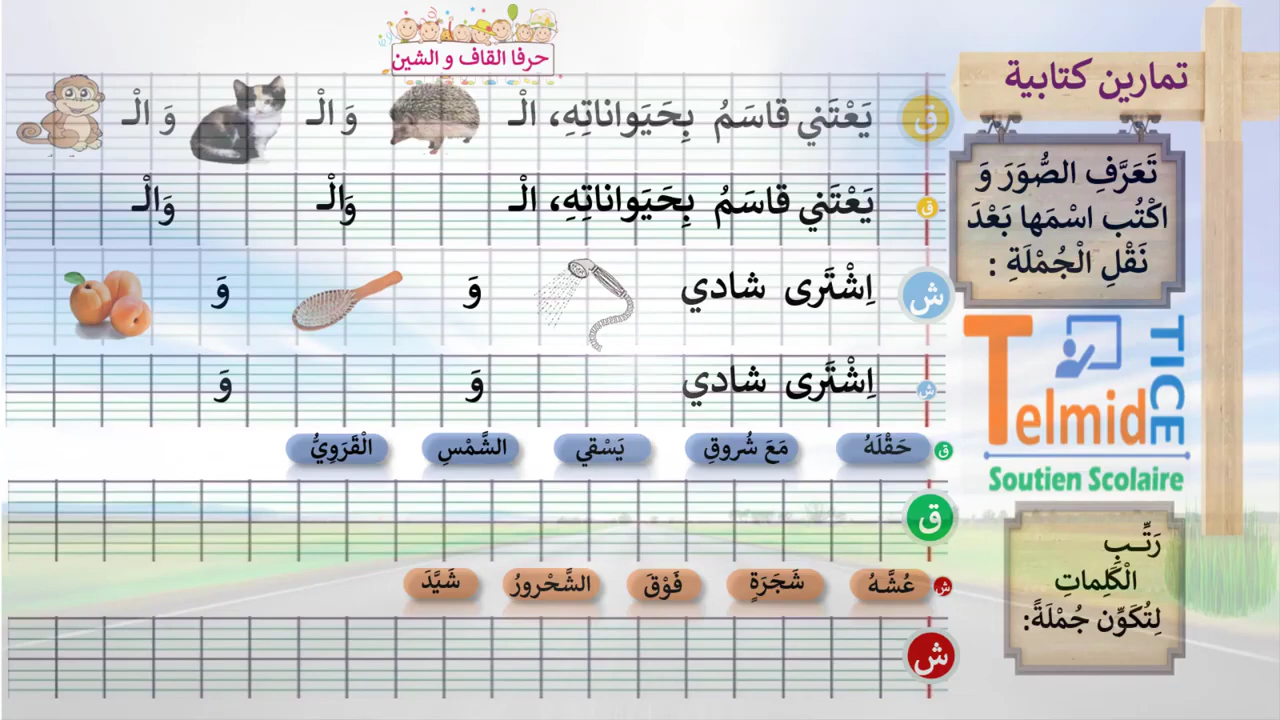 حرفا القاف و الشين
تمارين كتابية
تَعَرَّفِ الصُّوَرَ وَ
اكْتُب اسْمَها بَعْدَ
نَقْلِ الْجُمْلَةِ :
ق يَعْتَني قاسَمُ بِحَيَواناتِهِ، الْـ وَ الْـ وَ الْـ
ق يَعْتَني قاسَمُ بِحَيَواناتِهِ، الْـ وَالْـ وَالْـ
ش اِشْتَرى شادي وَ وَ
ش اِشْتَرى شادي وَ وَ
Telmid TICE
Soutien Scolaire
ق حَقْلَهُ مَعَ شُروقِ يَسْقي الشَّمْسِ الْقَرَوِيُّ
ق
رَتِّـبِ
الْكَلِماتِ
لِتُكَوِّن جُمْلَةً:
ش عُشَّـهُ شَجَرَةٍ فَوْقَ الشَّحْرورُ شَيَّدَ
ش